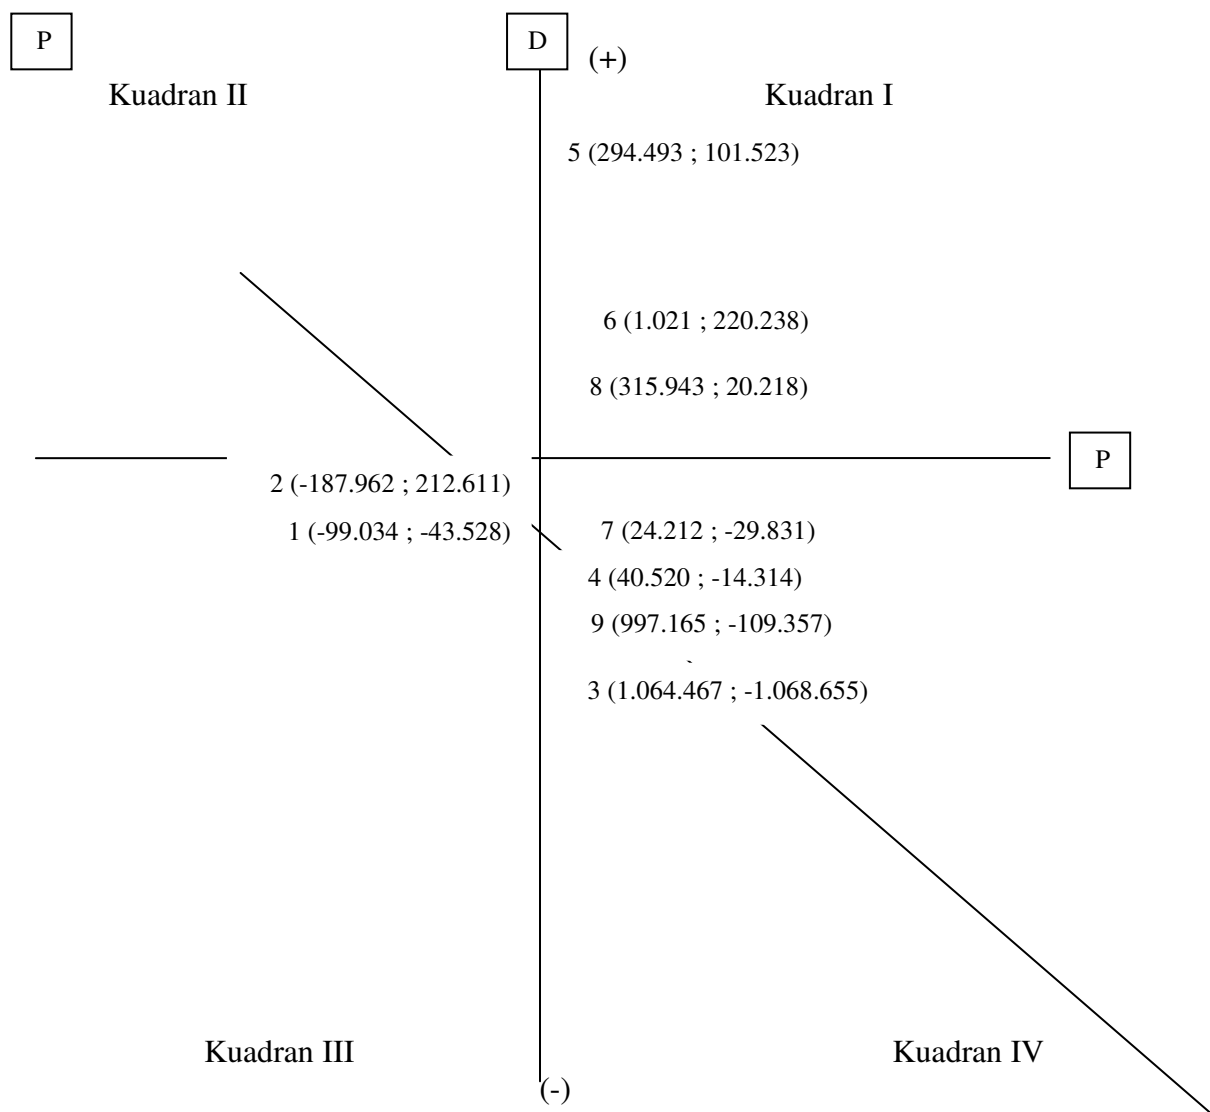 P
D
(+)
Kuadran II
Kuadran I
5 (294.493 ; 101.523)
6 (1.021 ; 220.238)
8 (315.943 ; 20.218)
P
2 (-187.962 ; 212.611)
1 (-99.034 ; -43.528)
7 (24.212 ; -29.831)
4 (40.520 ; -14.314)
9 (997.165 ; -109.357)
3 (1.064.467 ; -1.068.655)
Kuadran III
Kuadran IV
(-)